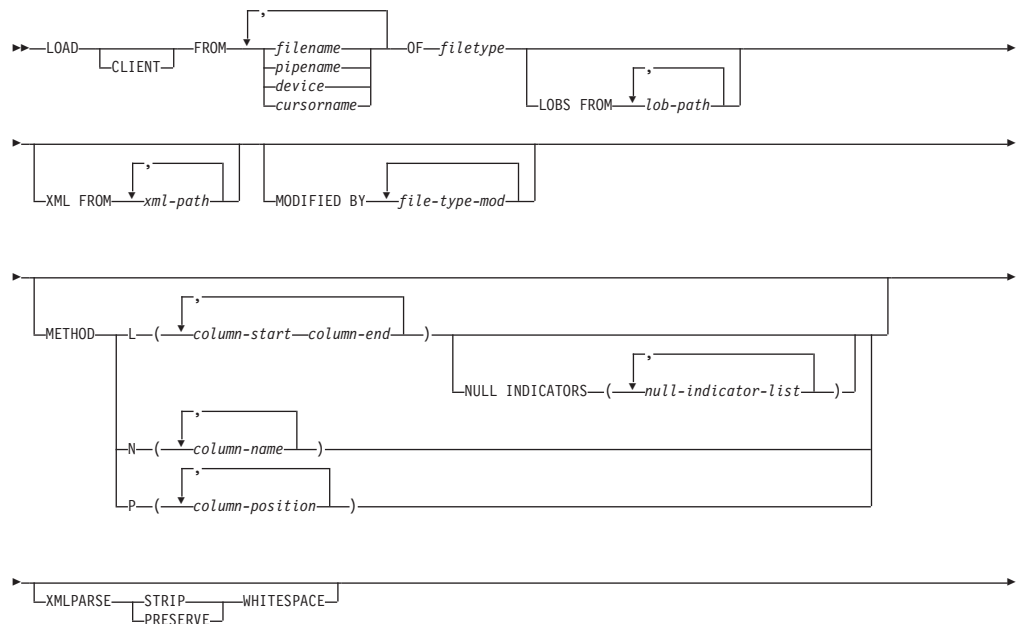 ,
LOAD CLIENT FROM filename OF filetype
pipename
device
cursorname
,
LOBS FROM lob-path
,
XML FROM xml-path MODIFIED BY file-type-mod
,
METHOD L ( column-start column-end )
,
NULL INDICATORS ( null-indicator-list )
,
N ( column-name )
,
P ( column-position )
XMLPARSE STRIP WHITESPACE
PRESERVE